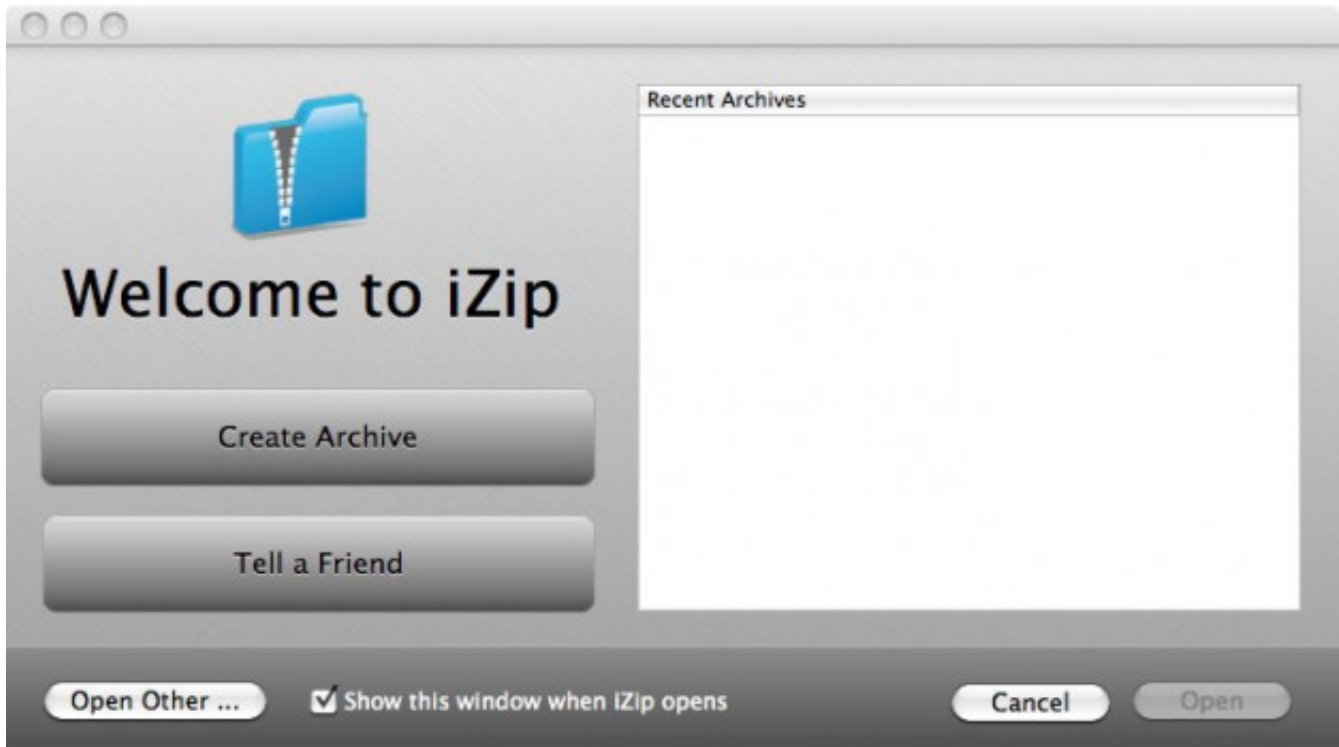 Welcome to iZip
Create Archive
Tell a Friend
Recent Archives
Open Other ...
Show this window when iZip opens
Cancel
Open